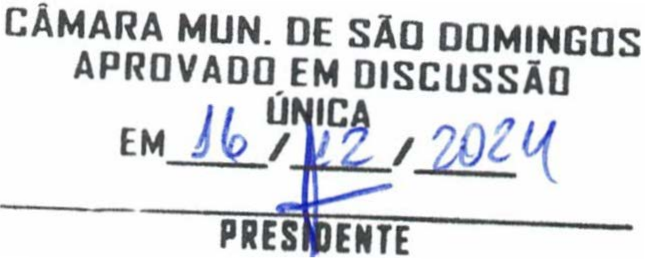 CÂMARA MUN. DE SÃO DOMINGOS
APROVADO EM DISCUSSÃO
ÚNICA
EM 16 / 12 / 2024
PRESIDENTE